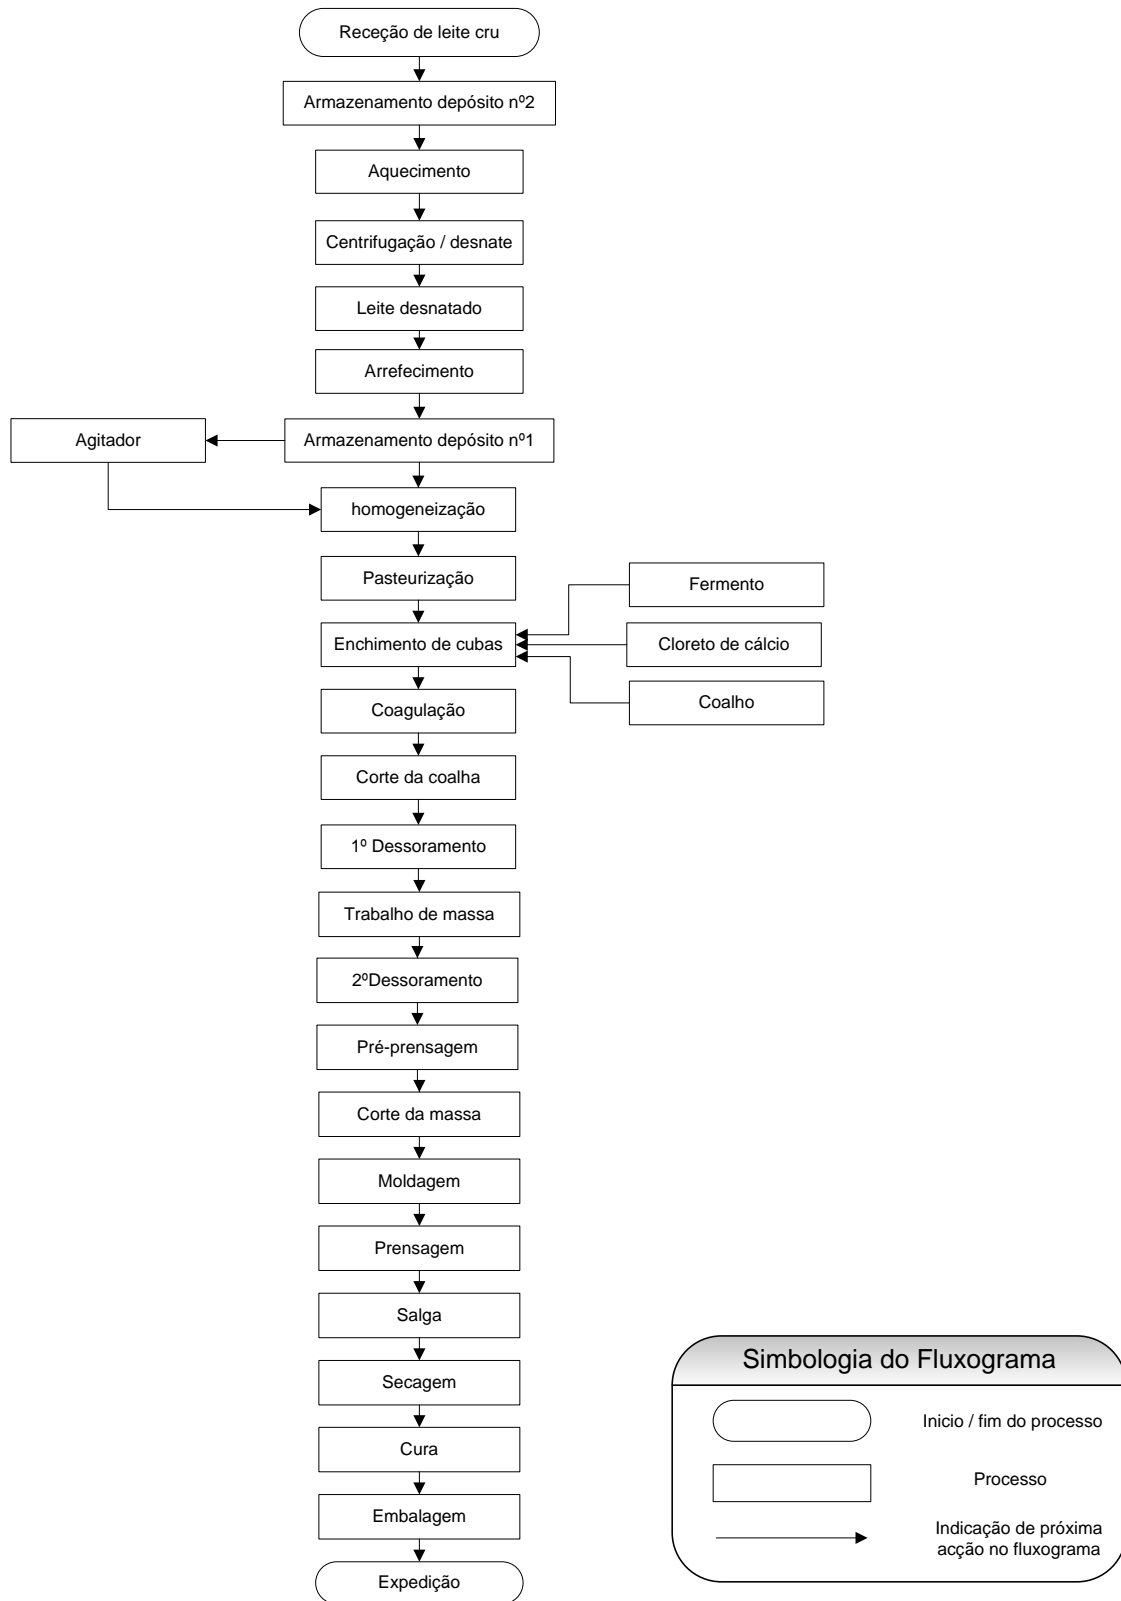 Receção de leite cru
Armazenamento depósito nº2
Aquecimento
Centrifugação / desnate
Leite desnatado
Arrefecimento
Agitador
Armazenamento depósito nº1
homogeneização
Pasteurização
Fermento
Enchimento de cubas
Cloreto de cálcio
Coalho
Coagulação
Corte da coalha
1º Dessoramento
Trabalho de massa
2ºDessoramento
Pré-prensagem
Corte da massa
Moldagem
Prensagem
Salga
Secagem
Cura
Embalagem
Expedição
Simbologia do Fluxograma
Inicio / fim do processo
Processo
Indicação de próxima
acção no fluxograma